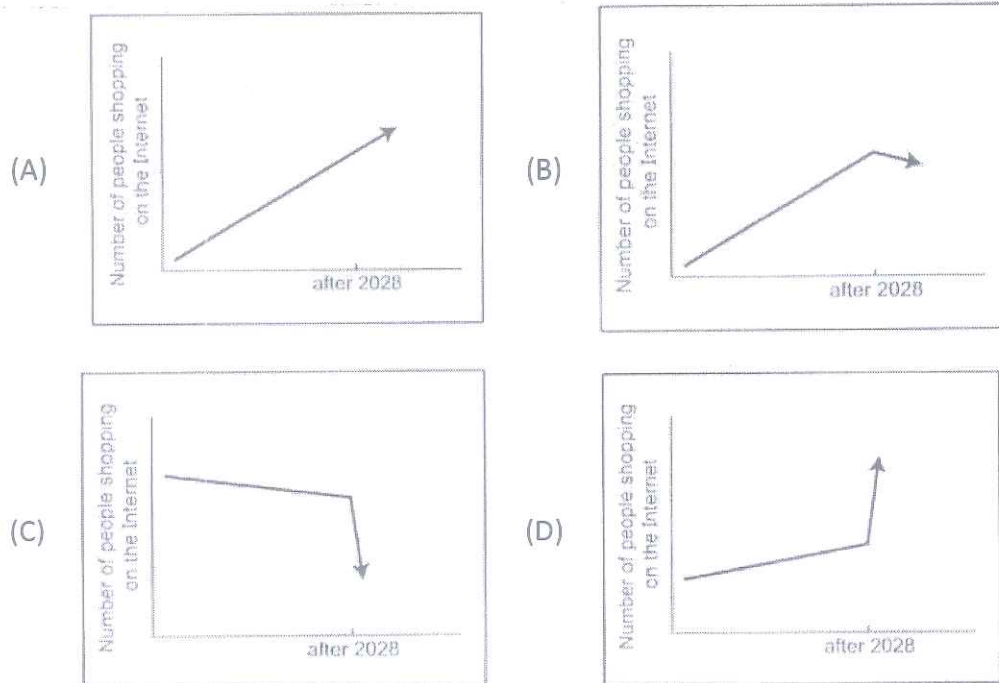 (A)
Number of people shopping
on the Internet
after 2028
(B)
Number of people shopping
on the Internet
after 2028
(C)
Number of people shopping
on the Internet
after 2028
(D)
Number of people shopping
on the Internet
after 2028